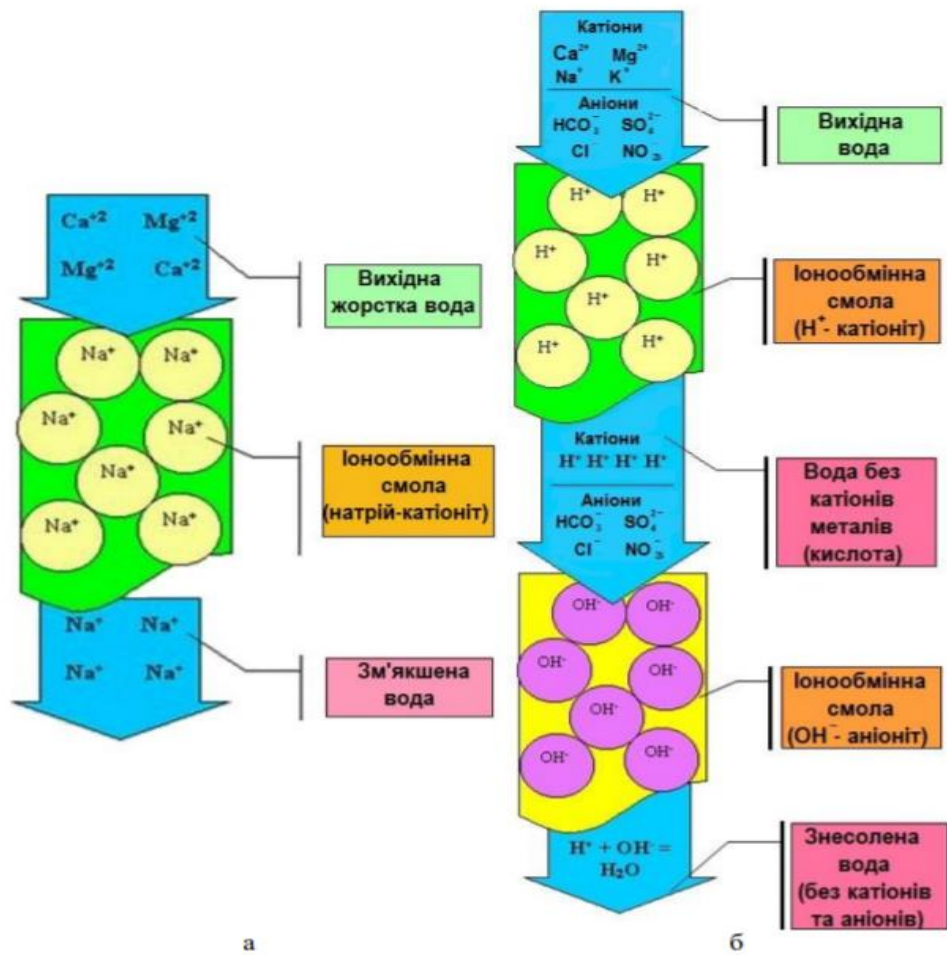 Ca⁺² Mg⁺²
Mg⁺² Ca⁺²
Вихідна
жорстка вода
Na⁺ Na⁺
Na⁺ Na⁺
Na⁺
Na⁺ Na⁺
Іонообмінна
смола
(натрій-катіоніт)
Na⁺ Na⁺
Na⁺ Na⁺
Зм'якшена
вода
а
Катіони
Ca²⁺ Mg²⁺
Na⁺ K⁺
Аніони
HCO₃⁻ SO₄²⁻
Cl⁻ NO₃⁻
Вихідна
вода
H⁺ H⁺
H⁺ H⁺
H⁺
H⁺ H⁺
Іонообмінна
смола
(H⁺- катіоніт)
Катіони
H⁺ H⁺ H⁺ H⁺
Аніони
HCO₃⁻ SO₄²⁻
Cl⁻ NO₃⁻
Вода без
катіонів
металів
(кислота)
OH⁻ OH⁻
OH⁻ OH⁻
OH⁻
OH⁻ OH⁻
Іонообмінна
смола
(OH⁻- аніоніт)
H⁺ + OH⁻ =
H₂O
Знесолена
вода
(без катіонів
та аніонів)
б